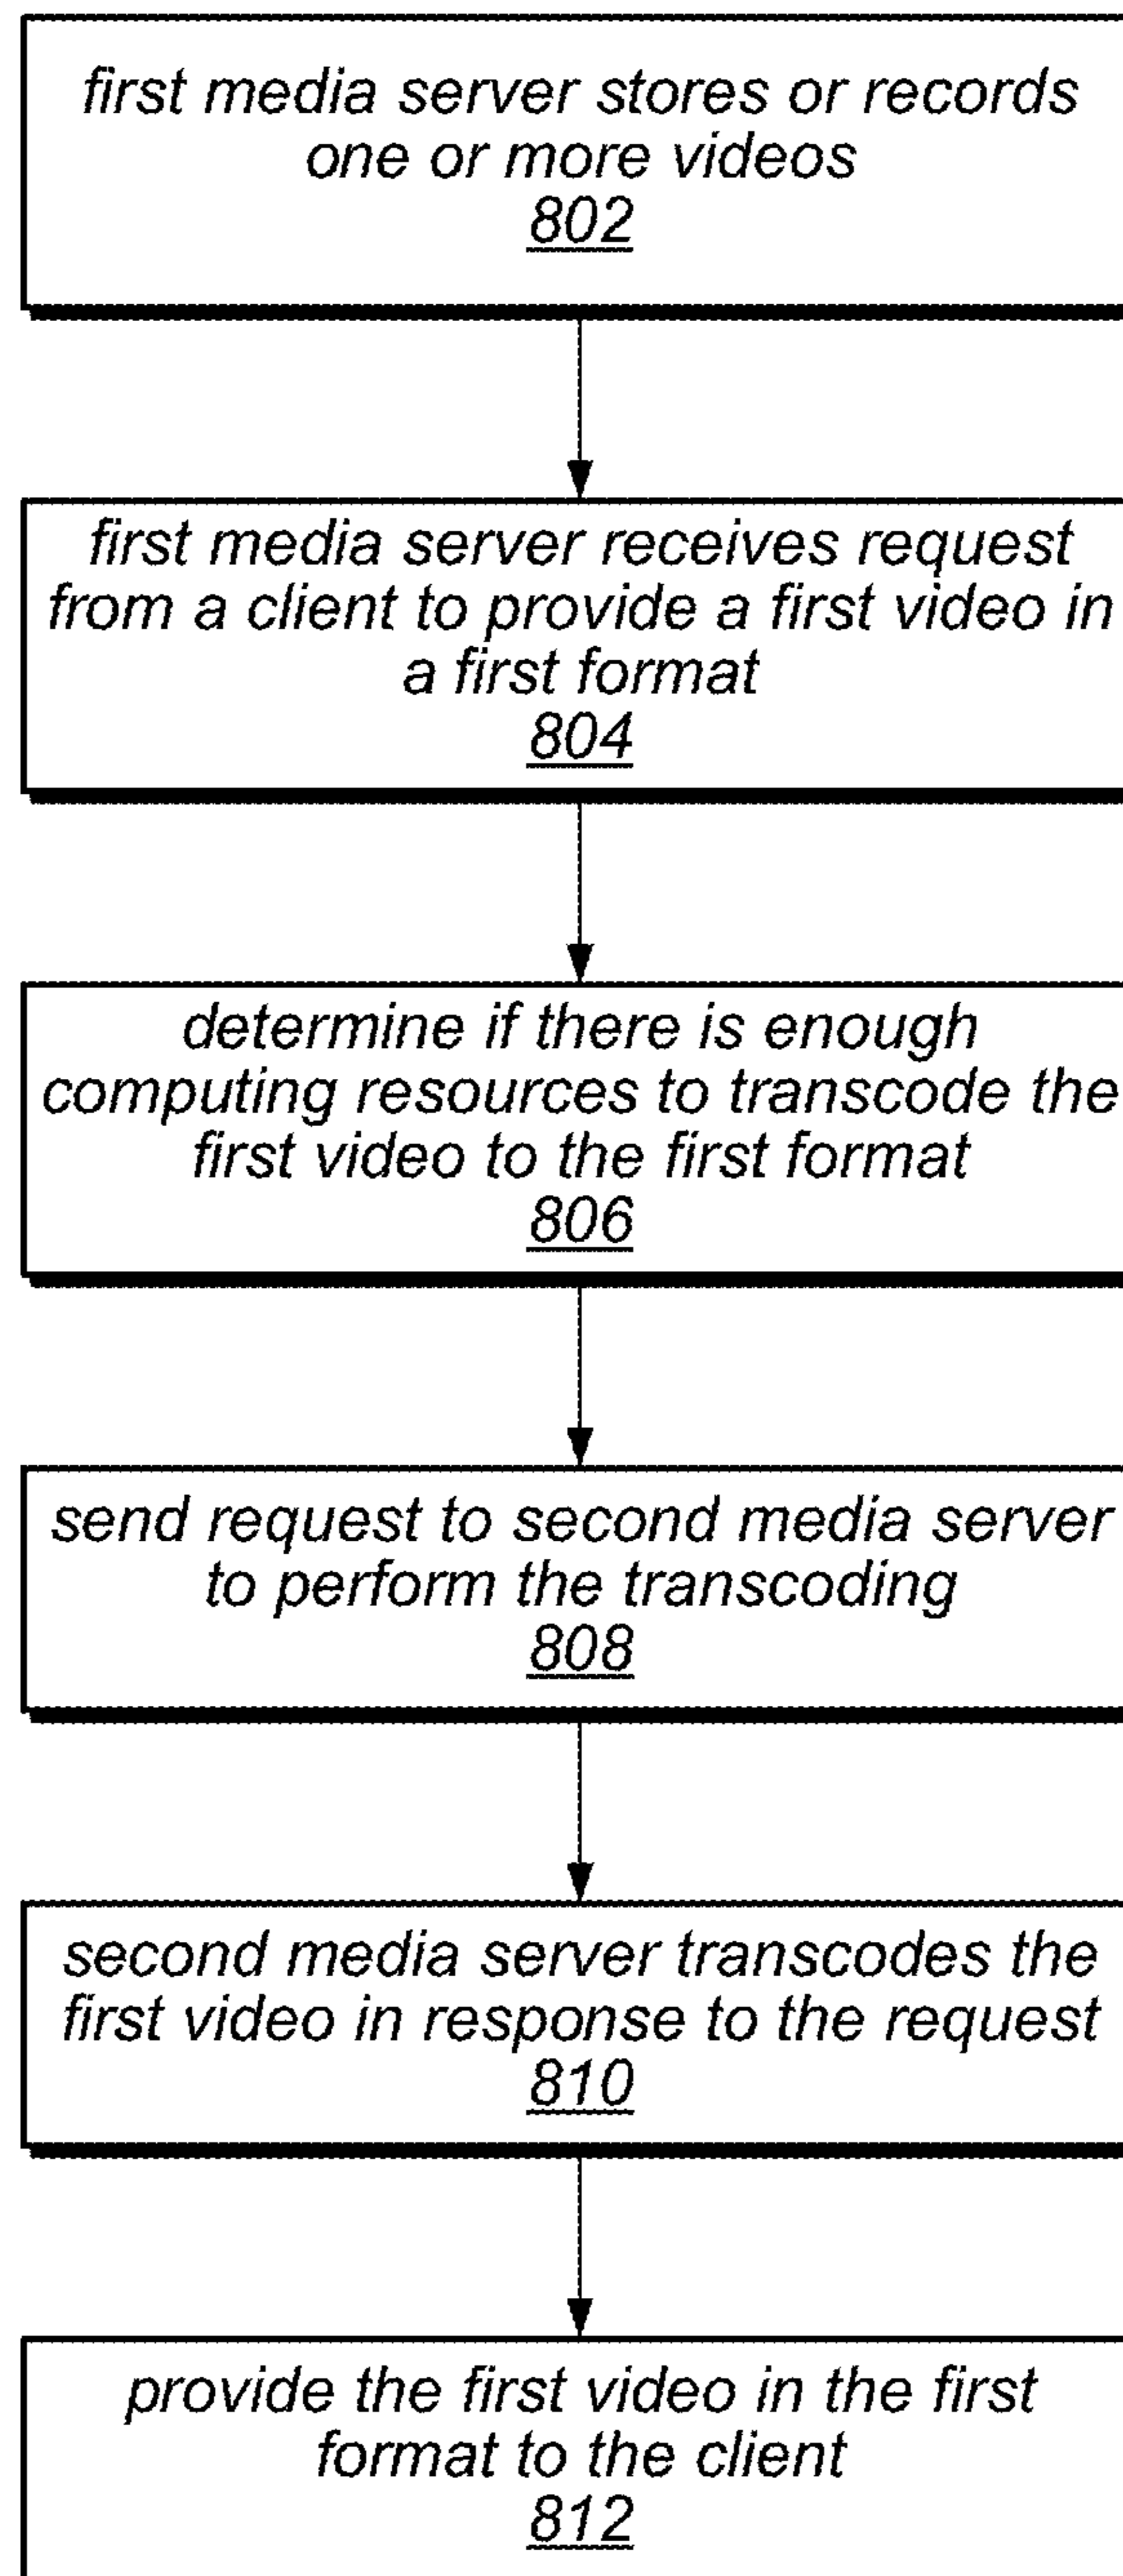 first media server stores or records
one or more videos
802
first media server receives request
from a client to provide a first video in
a first format
804
determine if there is enough
computing resources to transcode the
first video to the first format
806
send request to second media server
to perform the transcoding
808
second media server transcodes the
first video in response to the request
810
provide the first video in the first
format to the client
812